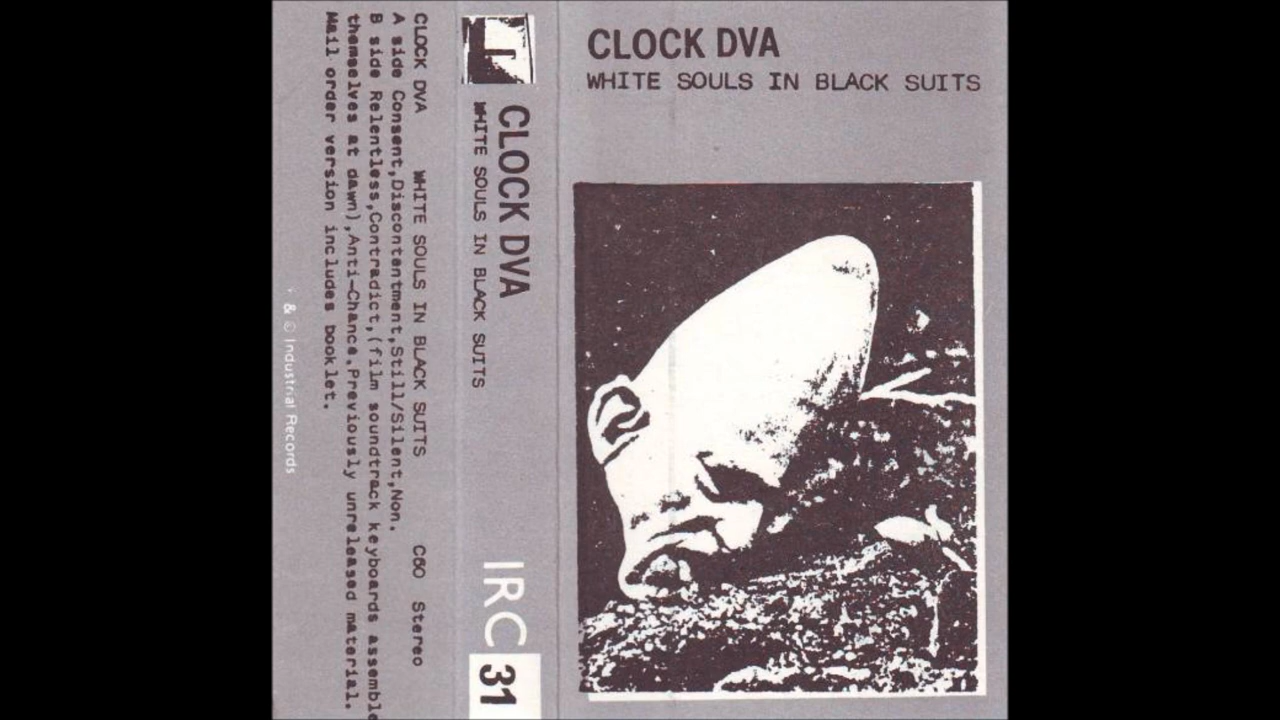 CLOCK DVA
WHITE SOULS IN BLACK SUITS
CLOCK DVA
WHITE SOULS IN BLACK SUITS
IRC
31
CLOCK DVA WHITE SOULS IN BLACK SUITS C60 Stereo
A side Consent,Discontentment,Still/Silent,Non.
B side Relentless,Contradict,(film soundtrack keyboards assemble
themselves at dawn),Anti-Chance.Previously unreleased material.
Mail order version includes booklet.
& © Industrial Records